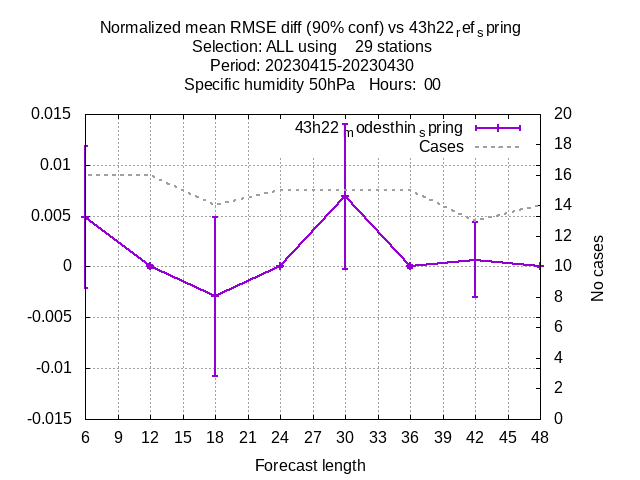 Normalized mean RMSE diff (90% conf) vs 43h22refspring
Selection: ALL using 29 stations
Period: 20230415-20230430
Specific humidity 50hPa Hours: 00
43h22modesthinspring
Cases
0.015
0.01
0.005
0
-0.005
-0.01
-0.015
20
18
16
14
12
10
8
6
4
2
0
No cases
6 9 12 15 18 21 24 27 30 33 36 39 42 45 48
Forecast length